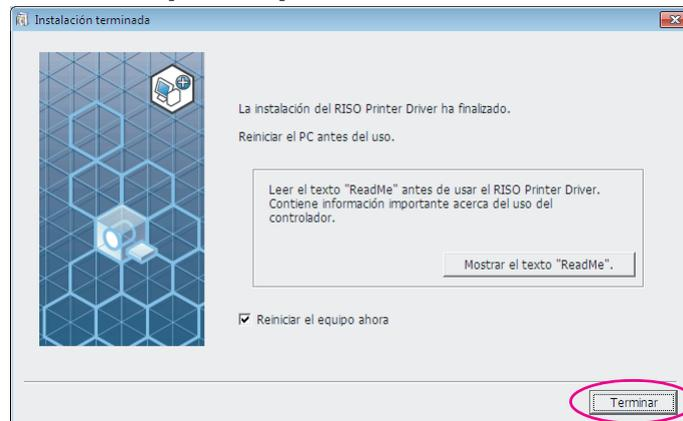 Instalación terminada
La instalación del RISO Printer Driver ha finalizado.
Reiniciar el PC antes del uso.
Leer el texto "ReadMe" antes de usar el RISO Printer Driver.
Contiene información importante acerca del uso del
controlador.
Mostrar el texto "ReadMe".
Reiniciar el equipo ahora
Terminar